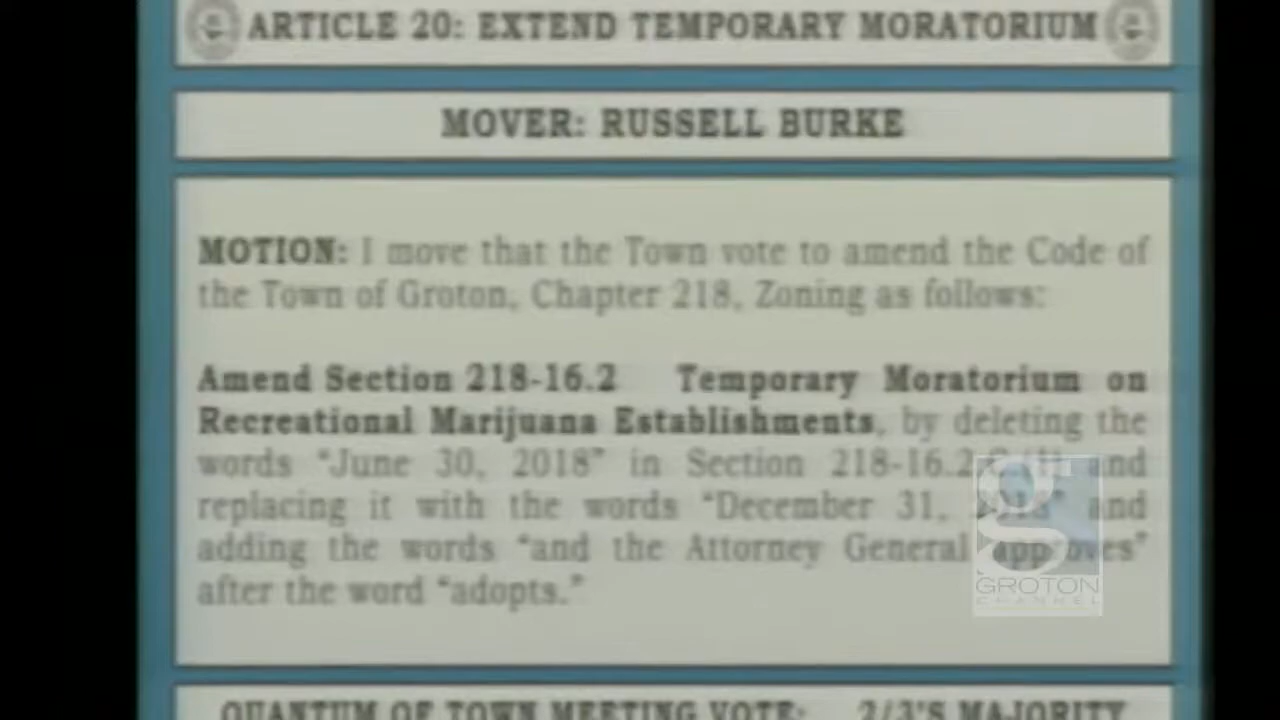 ARTICLE 20: EXTEND TEMPORARY MORATORIUM
MOVER: RUSSELL BURKE
MOTION: I move that the Town vote to amend the Code of
the Town of Groton, Chapter 218, Zoning as follows:
Amend Section 218-16.2 Temporary Moratorium on
Recreational Marijuana Establishments, by deleting the
words “June 30, 2018” in Section 218-16.2 and
replacing it with the words “December 31, and
adding the words “and the Attorney General approves”
after the word “adopts.”
g
GROTON
CHANNEL
QUANTUM OF TOWN MEETING VOTE: 2/3'S MAJORITY